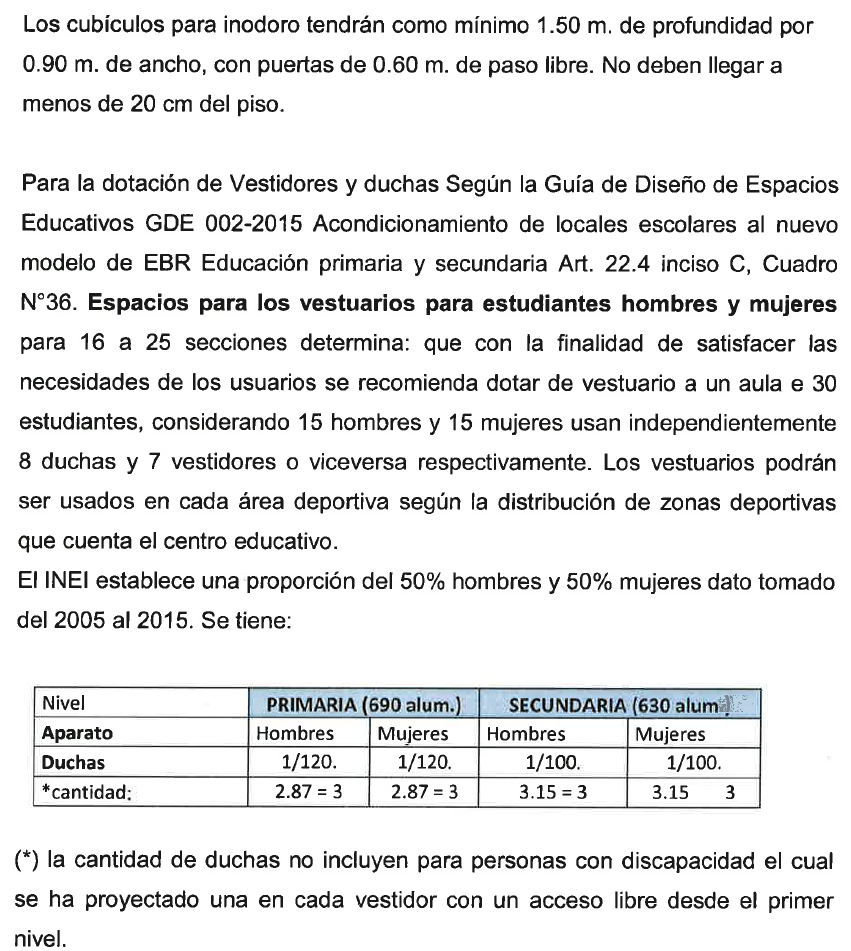 Los cubículos para inodoro tendrán como mínimo 1.50 m. de profundidad por
0.90 m. de ancho, con puertas de 0.60 m. de paso libre. No deben llegar a
menos de 20 cm del piso.
Para la dotación de Vestidores y duchas Según la Guía de Diseño de Espacios
Educativos GDE 002-2015 Acondicionamiento de locales escolares al nuevo
modelo de EBR Educación primaria y secundaria Art. 22.4 inciso C, Cuadro
N°36. Espacios para los vestuarios para estudiantes hombres y mujeres
para 16 a 25 secciones determina: que con la finalidad de satisfacer las
necesidades de los usuarios se recomienda dotar de vestuario a un aula e 30
estudiantes, considerando 15 hombres y 15 mujeres usan independientemente
8 duchas y 7 vestidores o viceversa respectivamente. Los vestuarios podrán
ser usados en cada área deportiva según la distribución de zonas deportivas
que cuenta el centro educativo.
El INEI establece una proporción del 50% hombres y 50% mujeres dato tomado
del 2005 al 2015. Se tiene:
Nivel PRIMARIA (690 alum.) SECUNDARIA (630 alum
Aparato Hombres Mujeres Hombres Mujeres
Duchas 1/120. 1/120. 1/100. 1/100.
*cantidad: 2.87 = 3 2.87 = 3 3.15 = 3 3.15 3
(*) la cantidad de duchas no incluyen para personas con discapacidad el cual
se ha proyectado una en cada vestidor con un acceso libre desde el primer
nivel.